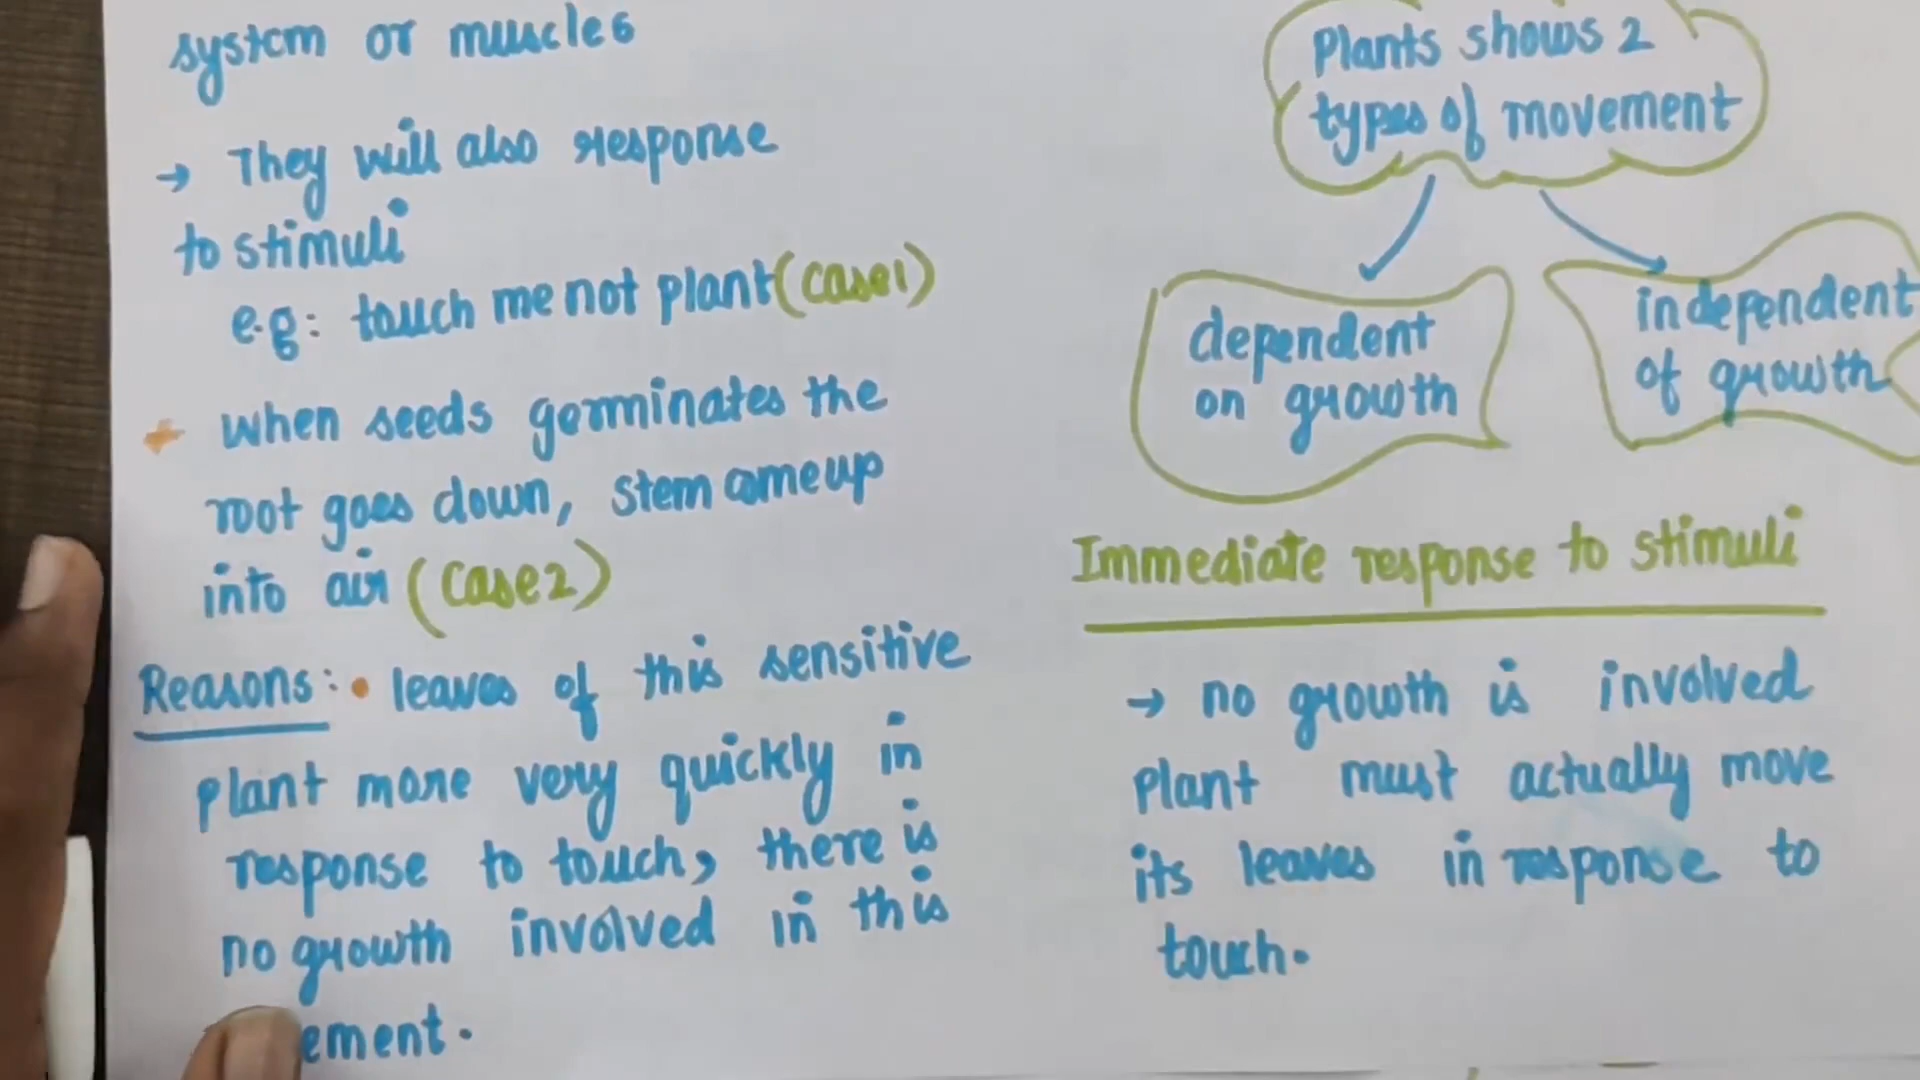 system or muscles
→ They will also response
to stimuli
e.g: touch me not plant (case1)
+ when seeds germinates the
root goes down, stem come up
into air (case2)
Reasons: • leaves of this sensitive
plant more very quickly in
response to touch, there is
no growth involved in this
ement.
Plants shows 2
types of movement
dependent
on growth
independent
of growth
Immediate response to stimuli
→ no growth is involved
plant must actually move
its leaves in response to
touch.